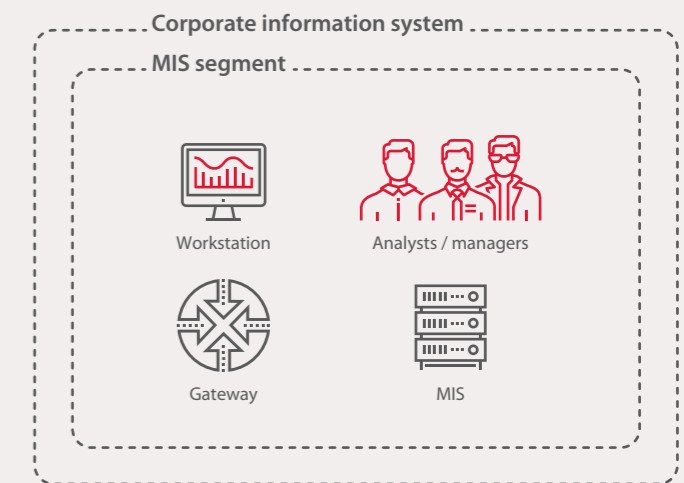 Corporate information system
MIS segment
Workstation
Analysts / managers
Gateway
MIS